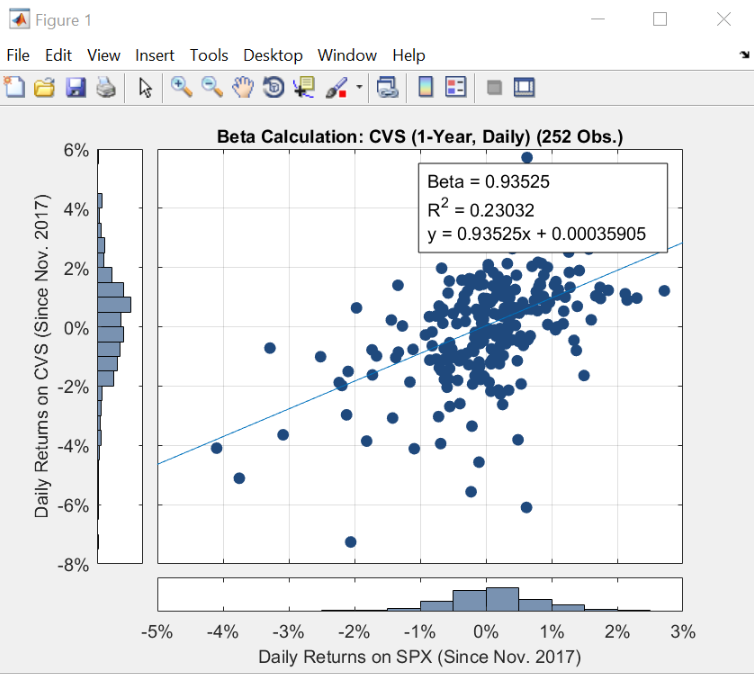 Figure 1
File Edit View Insert Tools Desktop Window Help
Beta Calculation: CVS (1-Year, Daily) (252 Obs.)
Beta = 0.93525
R² = 0.23032
y = 0.93525x + 0.00035905
6%
4%
2%
0%
-2%
-4%
-6%
-8%
Daily Returns on CVS (Since Nov. 2017)
-5% -4% -3% -2% -1% 0% 1% 2% 3%
Daily Returns on SPX (Since Nov. 2017)